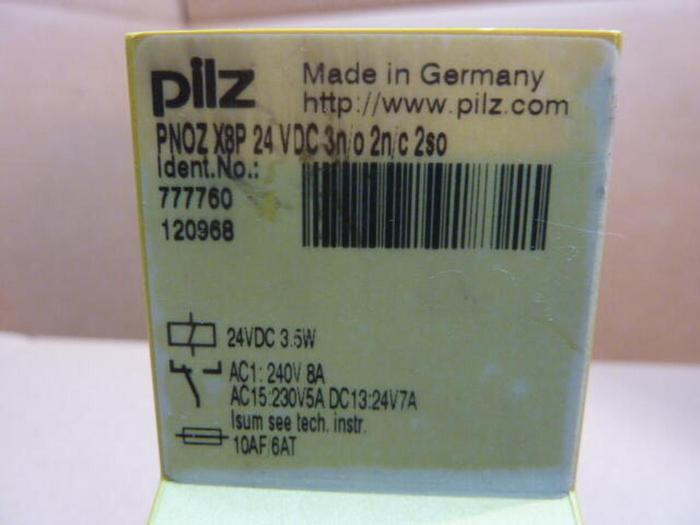 pilz
Made in Germany
http://www.pilz.com
PNOZ X8P 24 VDC 3n/o 2n/c 2so
Ident.No.:
777760
120968
24VDC 3.5W
AC1: 240V 8A
AC15:230V5A DC13:24V7A
Isum see tech. instr.
10AF/6AT